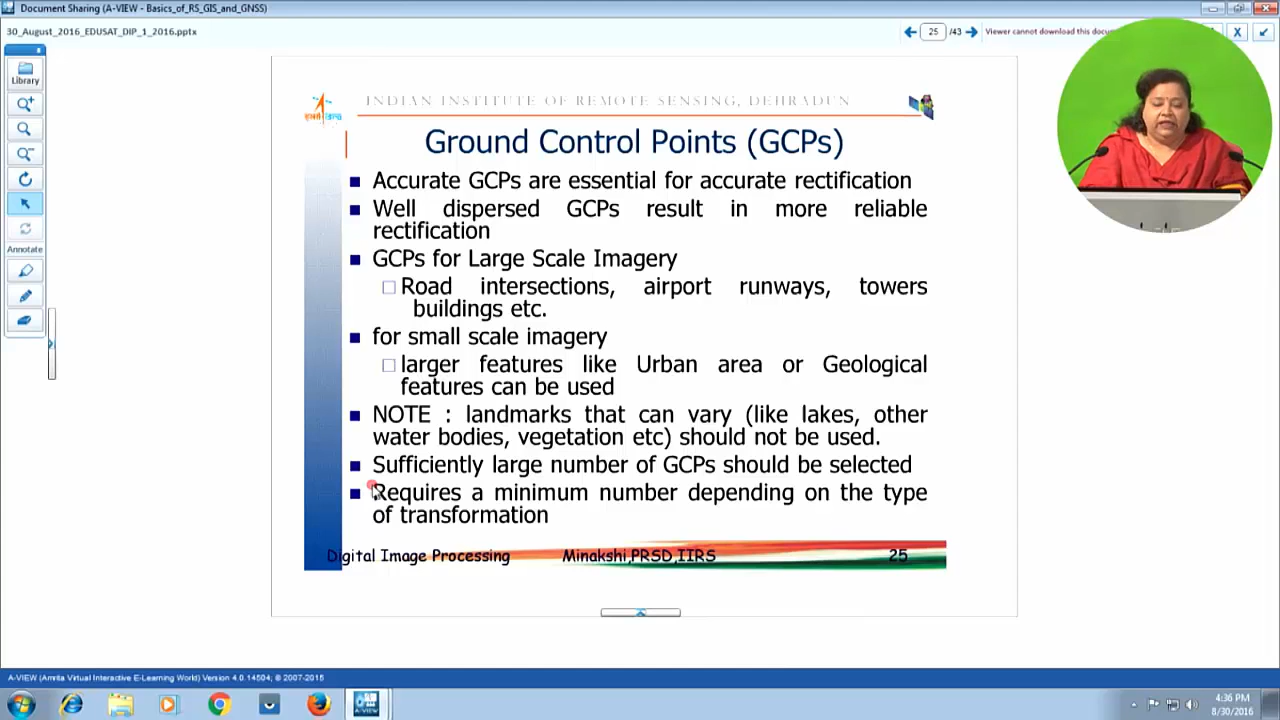 Document Sharing (A-VIEW - Basics_of_RS_GIS_and_GNSS)
30_August_2016_EDUSAT_DIP_1_2016.pptx
25 /43
Viewer cannot download this docum
X
Library
Annotate
INDIAN INSTITUTE OF REMOTE SENSING, DEHRADUN
Ground Control Points (GCPs)
Accurate GCPs are essential for accurate rectification
Well dispersed GCPs result in more reliable
rectification
GCPs for Large Scale Imagery
Road intersections, airport runways, towers
buildings etc.
for small scale imagery
larger features like Urban area or Geological
features can be used
NOTE : landmarks that can vary (like lakes, other
water bodies, vegetation etc) should not be used.
Sufficiently large number of GCPs should be selected
Requires a minimum number depending on the type
of transformation
Digital Image Processing Minakshi,PRSD,IIRS 25
A-VIEW (Amrita Virtual Interactive E-Learning World) Version 4.0.14504; © 2007-2015
A-VIEW
4:36 PM
8/30/2016